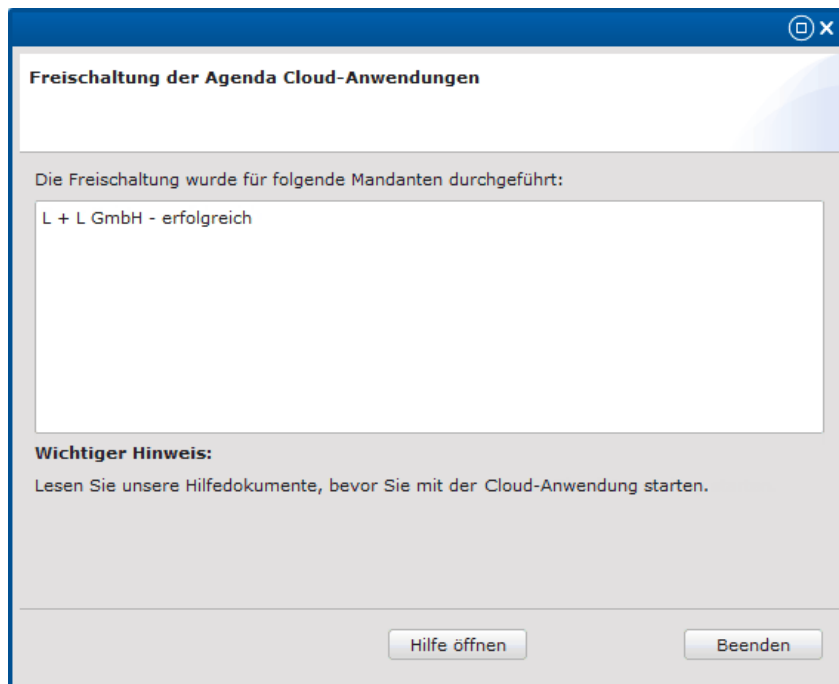 Freischaltung der Agenda Cloud-Anwendungen
Die Freischaltung wurde für folgende Mandanten durchgeführt:
L + L GmbH - erfolgreich
Wichtiger Hinweis:
Lesen Sie unsere Hilfedokumente, bevor Sie mit der Cloud-Anwendung starten.
Hilfe öffnen
Beenden